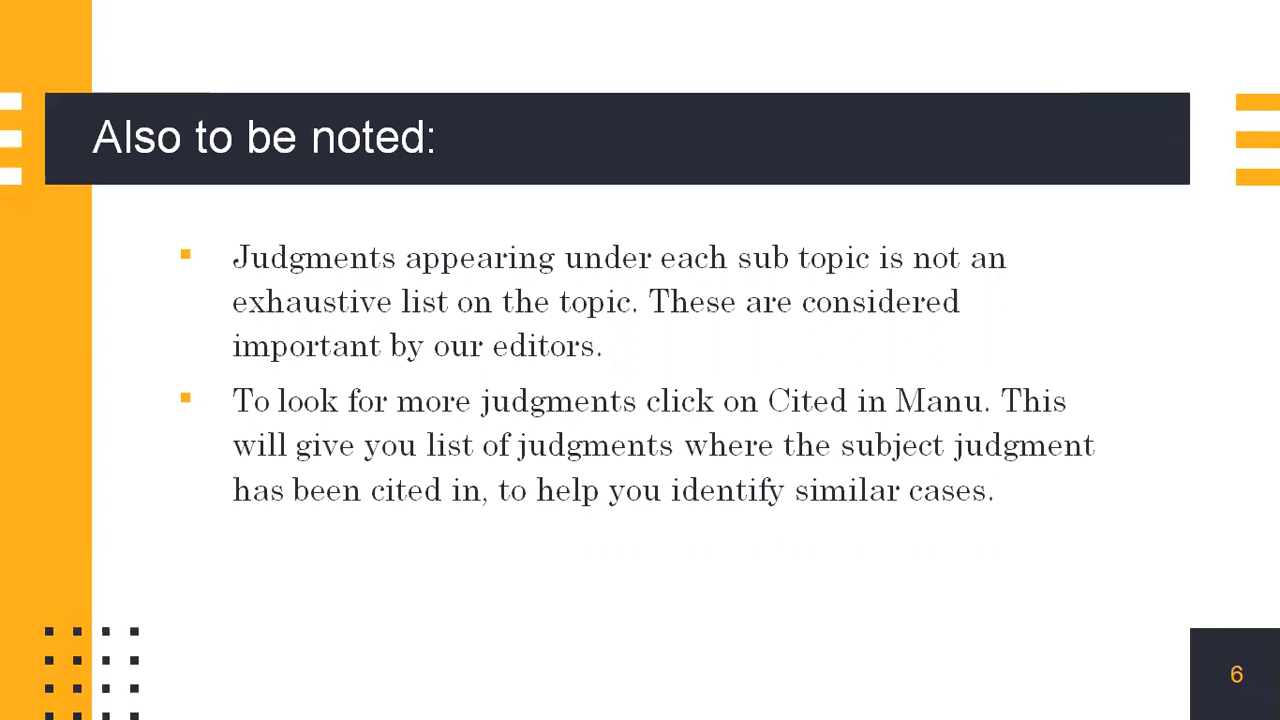 Also to be noted:
Judgments appearing under each sub topic is not an
exhaustive list on the topic. These are considered
important by our editors.
To look for more judgments click on Cited in Manu. This
will give you list of judgments where the subject judgment
has been cited in, to help you identify similar cases.
6